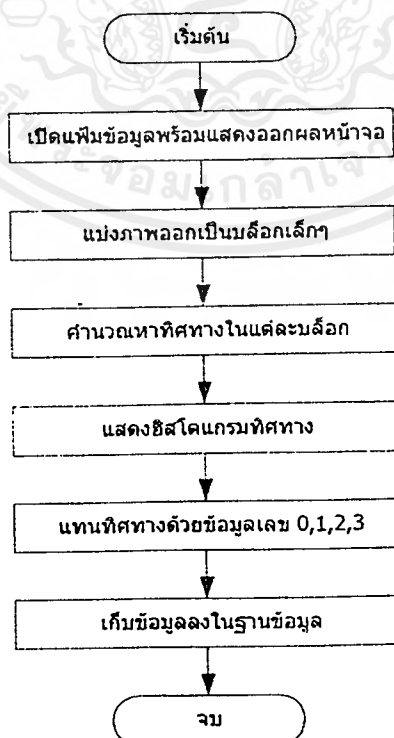 เริ่มต้น
เปิดแฟ้มข้อมูลพร้อมแสดงออกผลหน้าจอ
แบ่งภาพออกเป็นบล็อกเล็กๆ
คำนวณหาทิศทางในแต่ละบล็อก
แสดงฮิสโตแกรมทิศทาง
แทนทิศทางด้วยข้อมูลเลข 0,1,2,3
เก็บข้อมูลลงในฐานข้อมูล
จบ